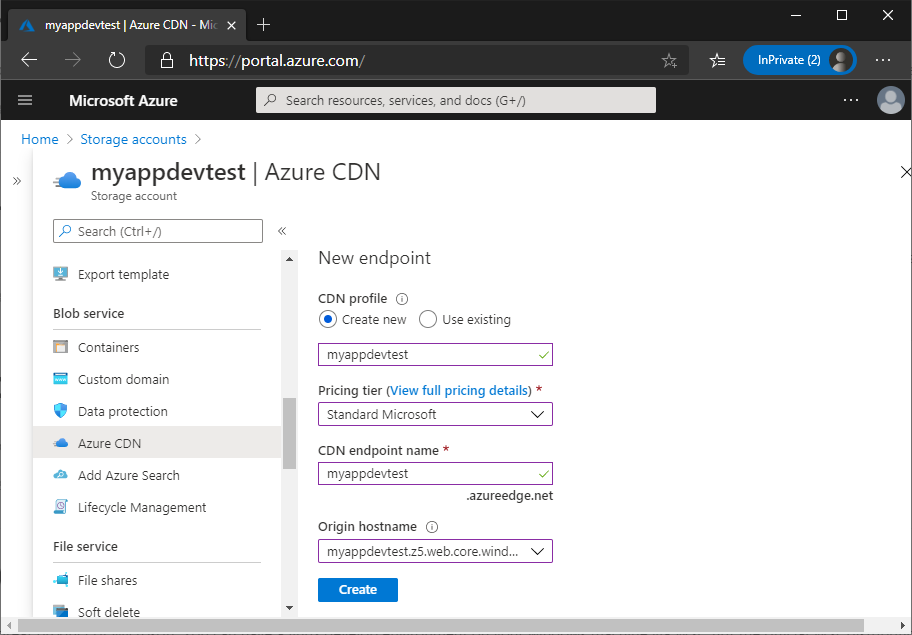 myappdevtest | Azure CDN - Mic
https://portal.azure.com/
InPrivate (2)
Microsoft Azure
Search resources, services, and docs (G+/)
Home > Storage accounts >
myappdevtest | Azure CDN
Storage account
Search (Ctrl+/)
Export template
Blob service
Containers
Custom domain
Data protection
Azure CDN
Add Azure Search
Lifecycle Management
File service
File shares
Soft delete
New endpoint
CDN profile
Create new
Use existing
myappdevtest
Pricing tier (View full pricing details) *
Standard Microsoft
CDN endpoint name *
myappdevtest
.azureedge.net
Origin hostname
myappdevtest.z5.web.core.wind...
Create